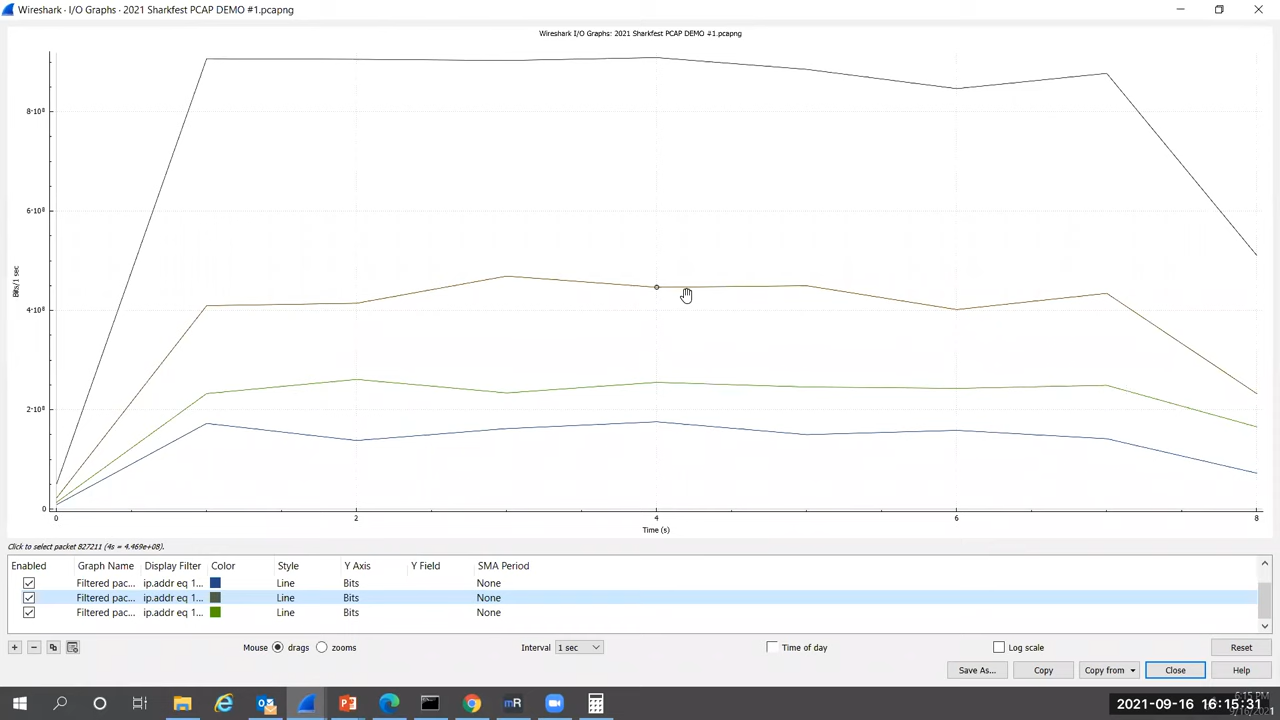 Wireshark · I/O Graphs · 2021 Sharkfest PCAP DEMO #1.pcapng
Wireshark I/O Graphs: 2021 Sharkfest PCAP DEMO #1.pcapng
8·10⁸
6·10⁸
4·10⁸
2·10⁸
0
Bits/1 sec
0 2 4 6 8
Time (s)
Click to select packet 827211 (4s = 4.469e+08).
Enabled Graph Name Display Filter Color Style Y Axis Y Field SMA Period
Filtered pac... ip.addr eq 1... Line Bits None
Filtered pac... ip.addr eq 1... Line Bits None
Filtered pac... ip.addr eq 1... Line Bits None
+ − Mouse drags zooms Interval 1 sec Time of day Log scale Reset
Save As... Copy Copy from Close Help
mR
6:15 PM
2021-09-16 16:15:31